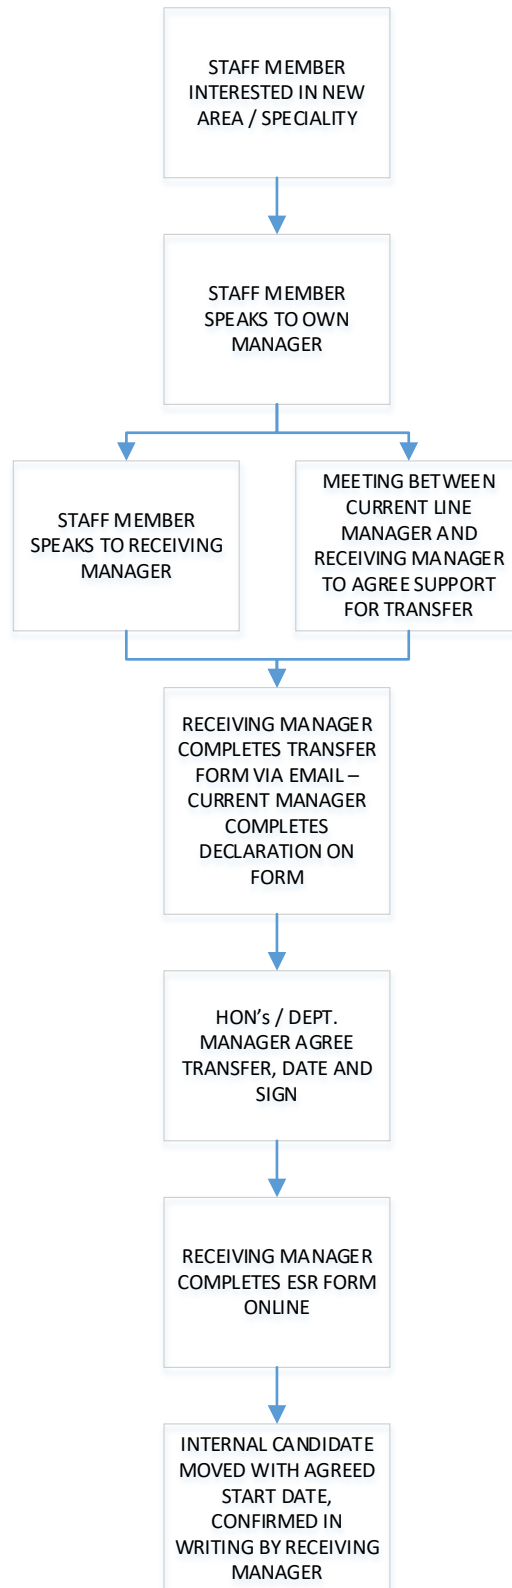 STAFF MEMBER
INTERESTED IN NEW
AREA / SPECIALITY
STAFF MEMBER
SPEAKS TO OWN
MANAGER
STAFF MEMBER
SPEAKS TO RECEIVING
MANAGER
MEETING BETWEEN
CURRENT LINE
MANAGER AND
RECEIVING MANAGER
TO AGREE SUPPORT
FOR TRANSFER
RECEIVING MANAGER
COMPLETES TRANSFER
FORM VIA EMAIL –
CURRENT MANAGER
COMPLETES
DECLARATION ON
FORM
HON's / DEPT.
MANAGER AGREE
TRANSFER, DATE AND
SIGN
RECEIVING MANAGER
COMPLETES ESR FORM
ONLINE
INTERNAL CANDIDATE
MOVED WITH AGREED
START DATE,
CONFIRMED IN
WRITING BY RECEIVING
MANAGER